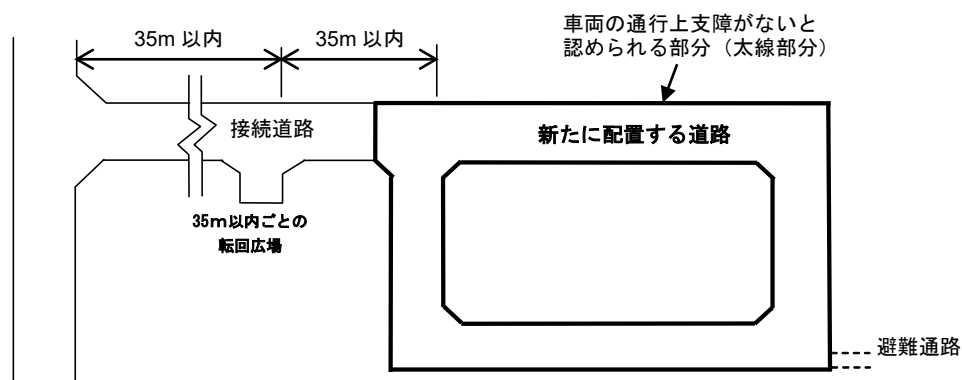 車両の通行上支障がないと
認められる部分（太線部分）
35m 以内
35m 以内
接続道路
新たに配置する道路
35m以内ごとの
転回広場
避難通路